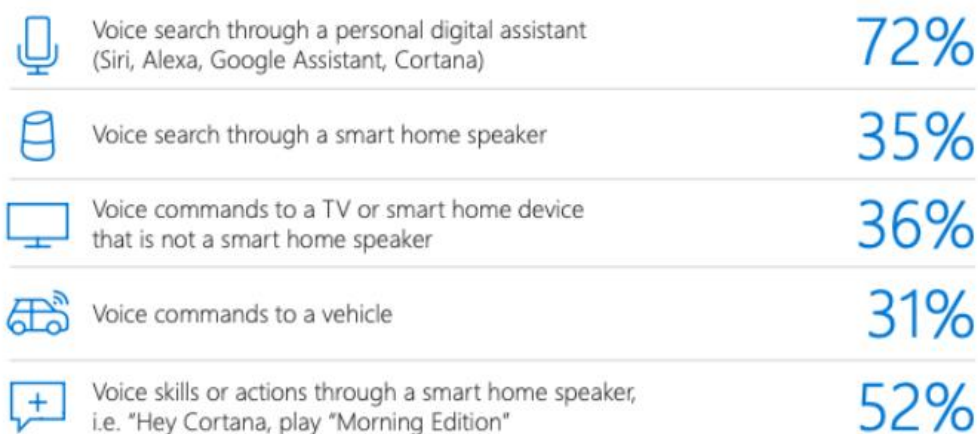 Voice search through a personal digital assistant
(Siri, Alexa, Google Assistant, Cortana)
72%
Voice search through a smart home speaker
35%
Voice commands to a TV or smart home device
that is not a smart home speaker
36%
Voice commands to a vehicle
31%
Voice skills or actions through a smart home speaker,
i.e. “Hey Cortana, play “Morning Edition”
52%